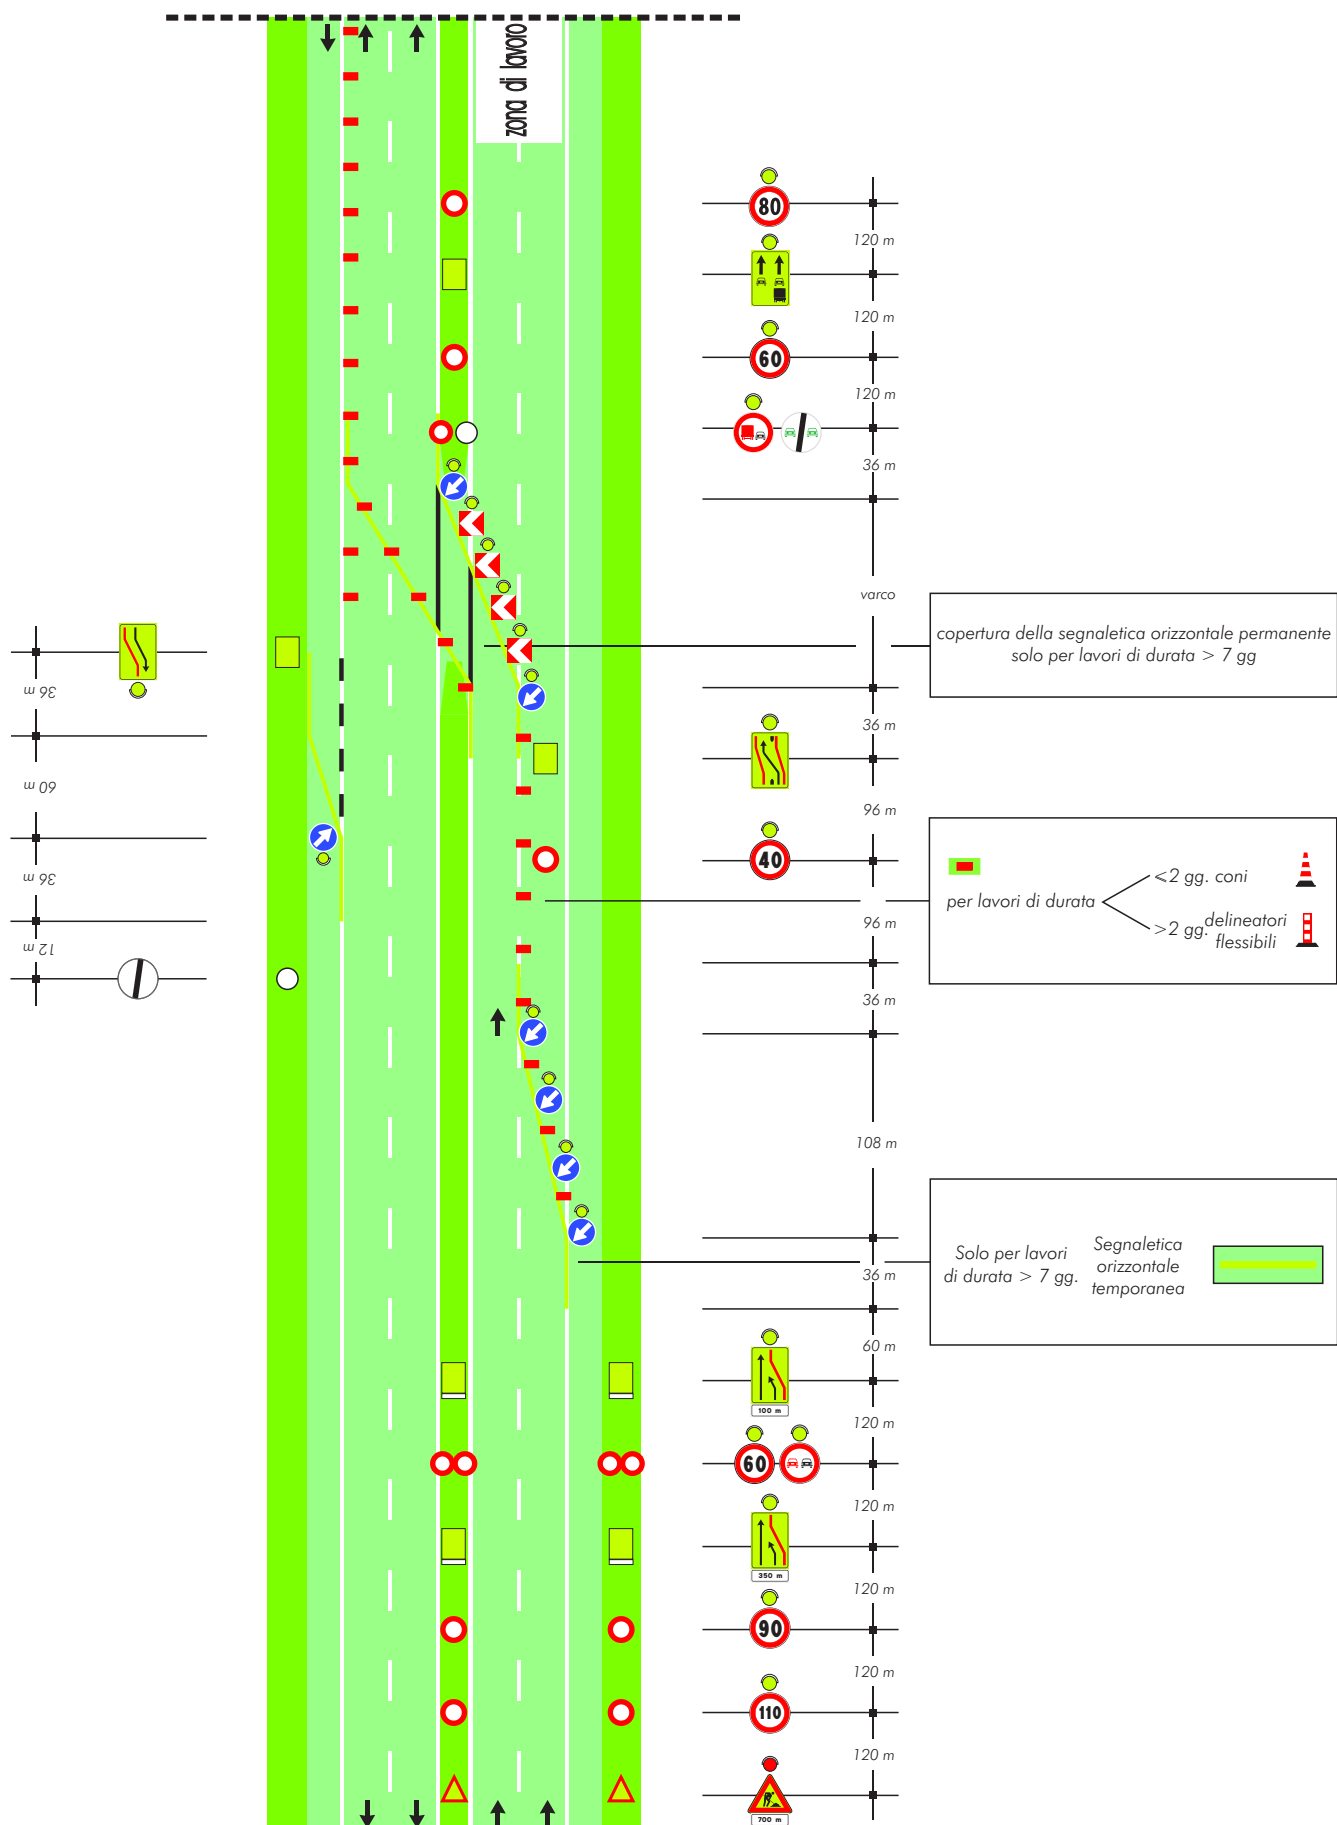 zona di lavoro
80
120 m
120 m
60
120 m
36 m
varco
copertura della segnaletica orizzontale permanente
solo per lavori di durata > 7 gg
36 m
36 m
60 m
96 m
40
36 m
per lavori di durata
<2 gg. coni
>2 gg. delineatori
flessibili
96 m
12 m
36 m
108 m
Solo per lavori
di durata > 7 gg.
Segnaletica
orizzontale
temporanea
36 m
60 m
100 m
120 m
60
120 m
350 m
120 m
90
120 m
110
120 m
700 m